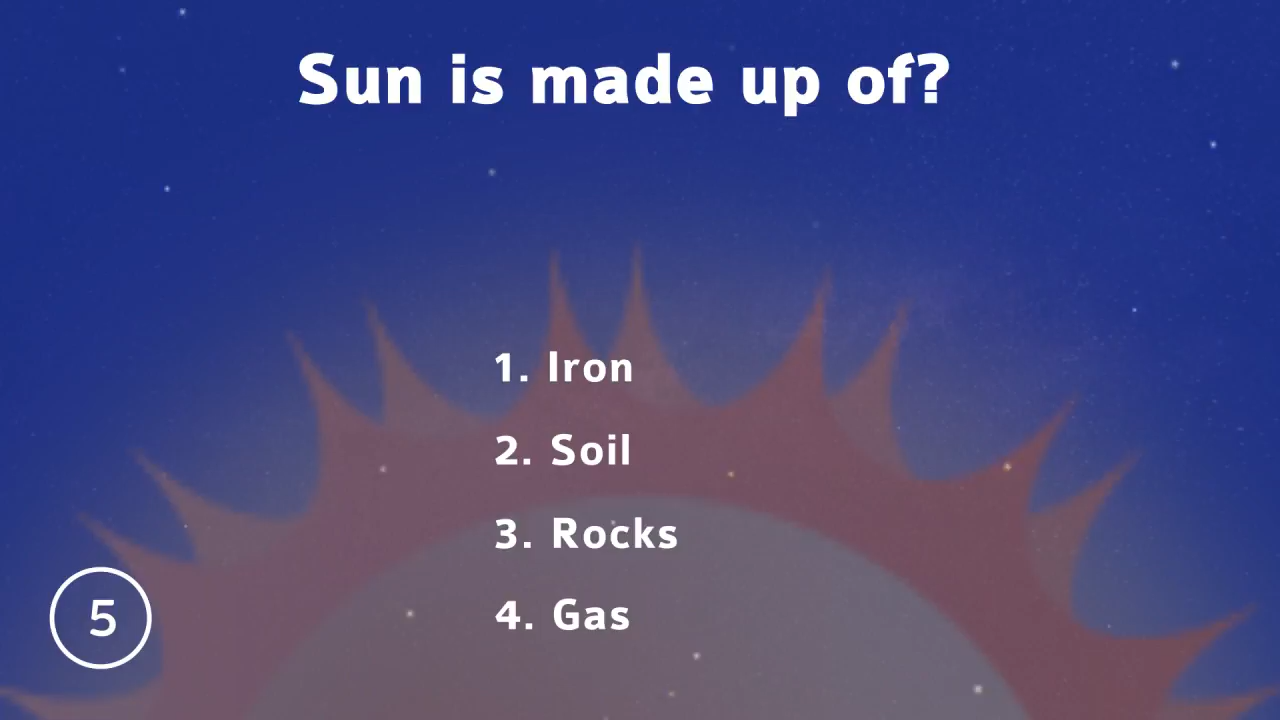 Sun is made up of?
1. Iron
2. Soil
3. Rocks
4. Gas
5